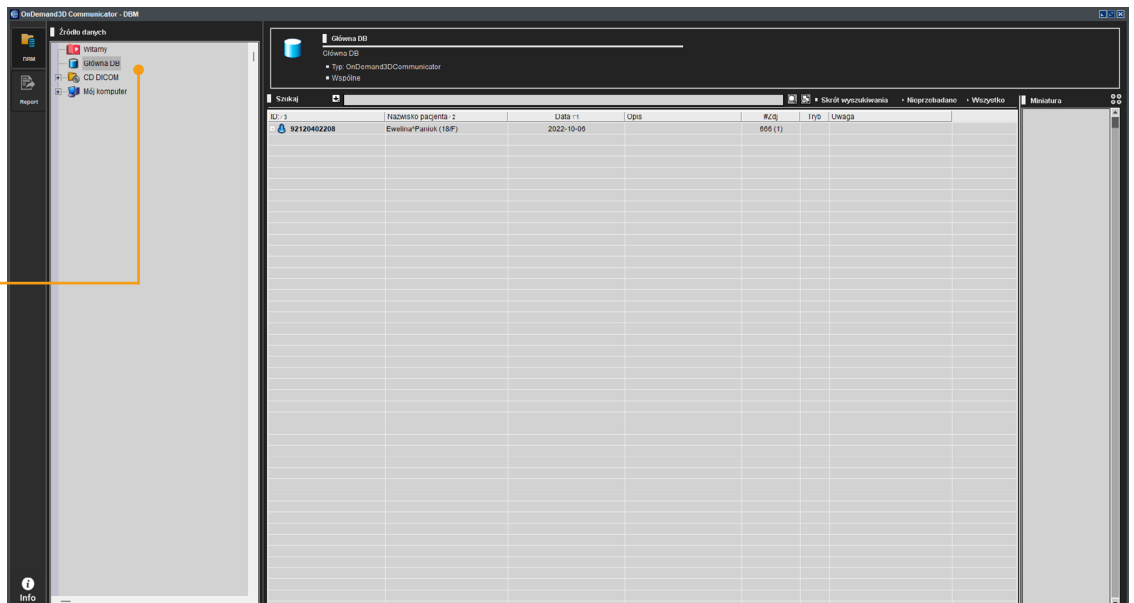 OnDemand3D Communicator - DBM
DBM
Report
Info
Źródło danych
Witamy
Główna DB
CD DICOM
Mój komputer
Główna DB
Główna DB
Typ: OnDemand3DCommunicator
Wspólne
Szukaj
Skrót wyszukiwania
Nieprzebadane
Wszystko
Miniatura
ID: / 3 Nazwisko pacjenta / 2 Data / 1 Opis #Zdj Tryb Uwaga
92120402208 Ewelina^Paniok (18/F) 2022-10-06 666 (1)